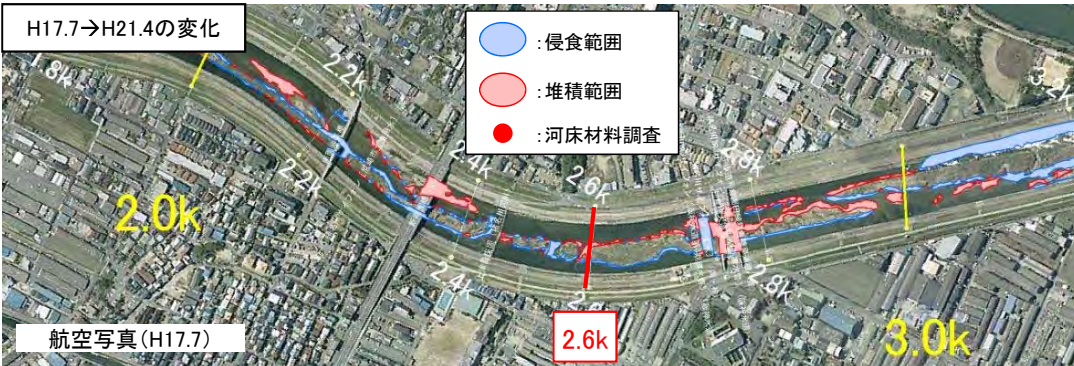 H17.7→H21.4の変化
:侵食範囲
:堆積範囲
:河床材料調査
8k
2.2k
2.2k
2.0k
2.4k
2.4k
2.6k
2.6k
2.8k
2.8k
3.0k
航空写真(H17.7)